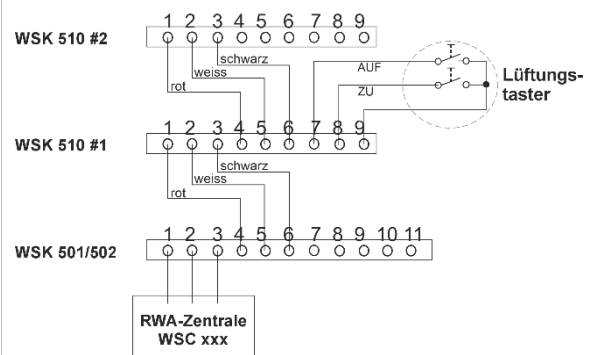 1 2 3 4 5 6 7 8 9
WSK 510 #2
schwarz
weiss
rot
AUF
ZU
Lüftungs-
taster
1 2 3 4 5 6 7 8 9
WSK 510 #1
schwarz
weiss
rot
1 2 3 4 5 6 7 8 9 10 11
WSK 501/502
RWA-Zentrale
WSC xxx